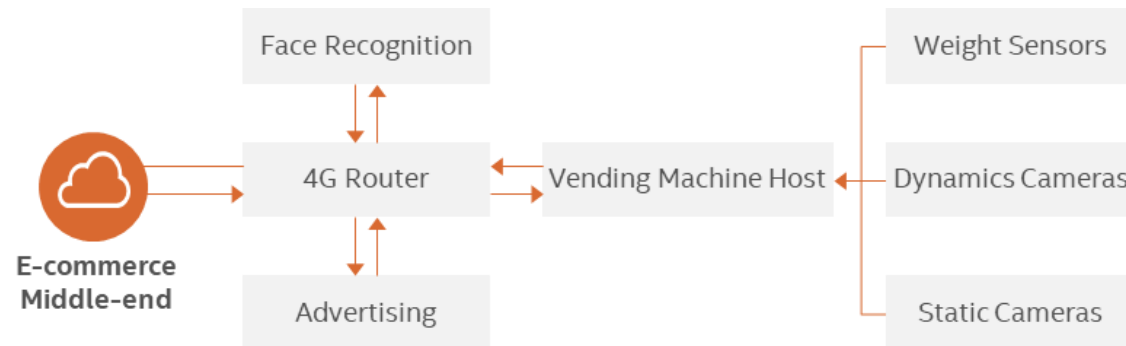 Face Recognition
Weight Sensors
4G Router
Vending Machine Host
Dynamics Cameras
E-commerce
Middle-end
Advertising
Static Cameras